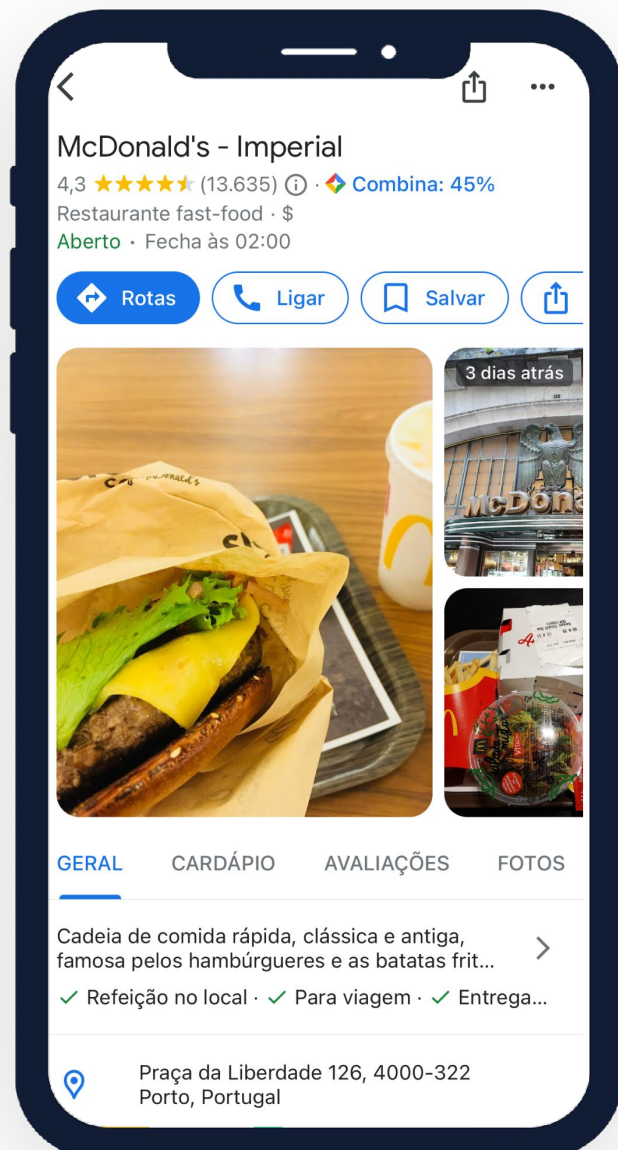 McDonald's - Imperial
4,3 (13.635) · Combina: 45%
Restaurante fast-food · $
Aberto · Fecha às 02:00
Rotas
Ligar
Salvar
3 dias atrás
McDona
GERAL
CARDÁPIO
AVALIAÇÕES
FOTOS
Cadeia de comida rápida, clássica e antiga,
famosa pelos hambúrgueres e as batatas frit...
Refeição no local · Para viagem · Entrega...
Praça da Liberdade 126, 4000-322
Porto, Portugal